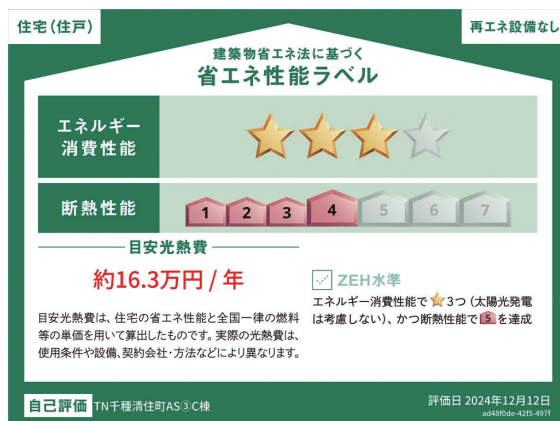 住宅（住戸）
再エネ設備なし
建築物省エネ法に基づく
省エネ性能ラベル
エネルギー
消費性能
断熱性能
1 2 3 4 5 6 7
目安光熱費
約16.3万円 / 年
目安光熱費は、住宅の省エネ性能と全国一律の燃料
等の単価を用いて算出したものです。実際の光熱費は、
使用条件や設備、契約会社・方法などにより異なります。
ZEH水準
エネルギー消費性能で3つ（太陽光発電
は考慮しない）、かつ断熱性能で5を達成
自己評価 TN千種清住町AS③C棟
評価日 2024年12月12日
ad48f0de-42f5-497f